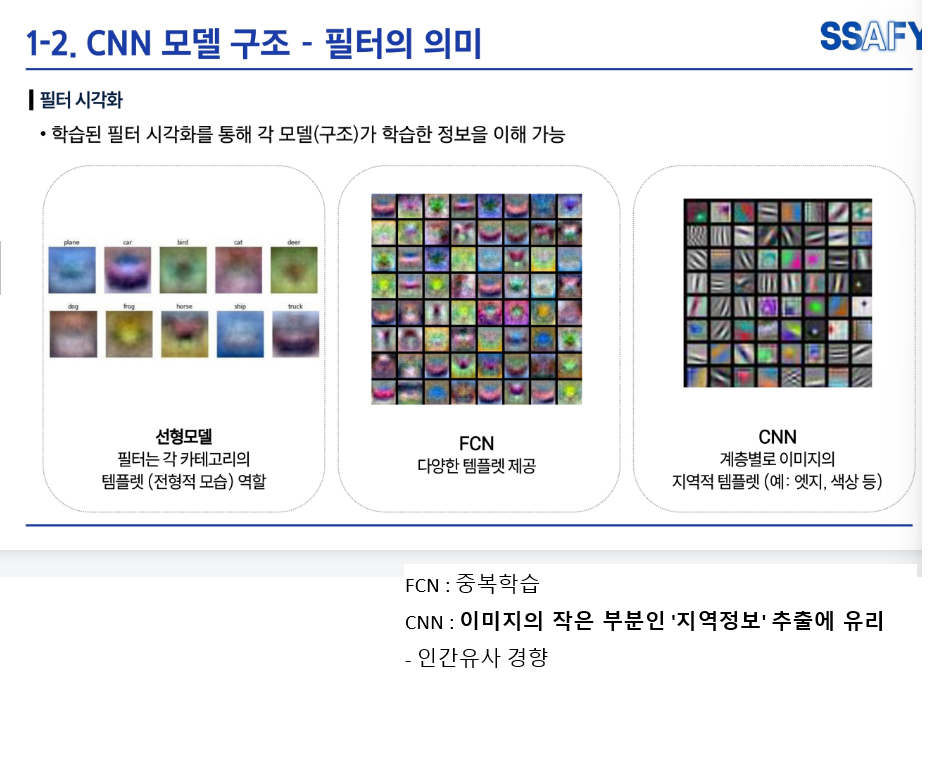 1-2. CNN 모델 구조 - 필터의 의미
SSAFY
필터 시각화
• 학습된 필터 시각화를 통해 각 모델(구조)가 학습한 정보을 이해 가능
plane car bird cat deer
dog frog horse ship truck
선형모델
필터는 각 카테고리의
템플렛 (전형적 모습) 역할
FCN
다양한 템플렛 제공
CNN
계층별로 이미지의
지역적 템플렛 (예: 엣지, 색상 등)
FCN : 중복학습
CNN : 이미지의 작은 부분인 '지역정보' 추출에 유리
- 인간유사 경향